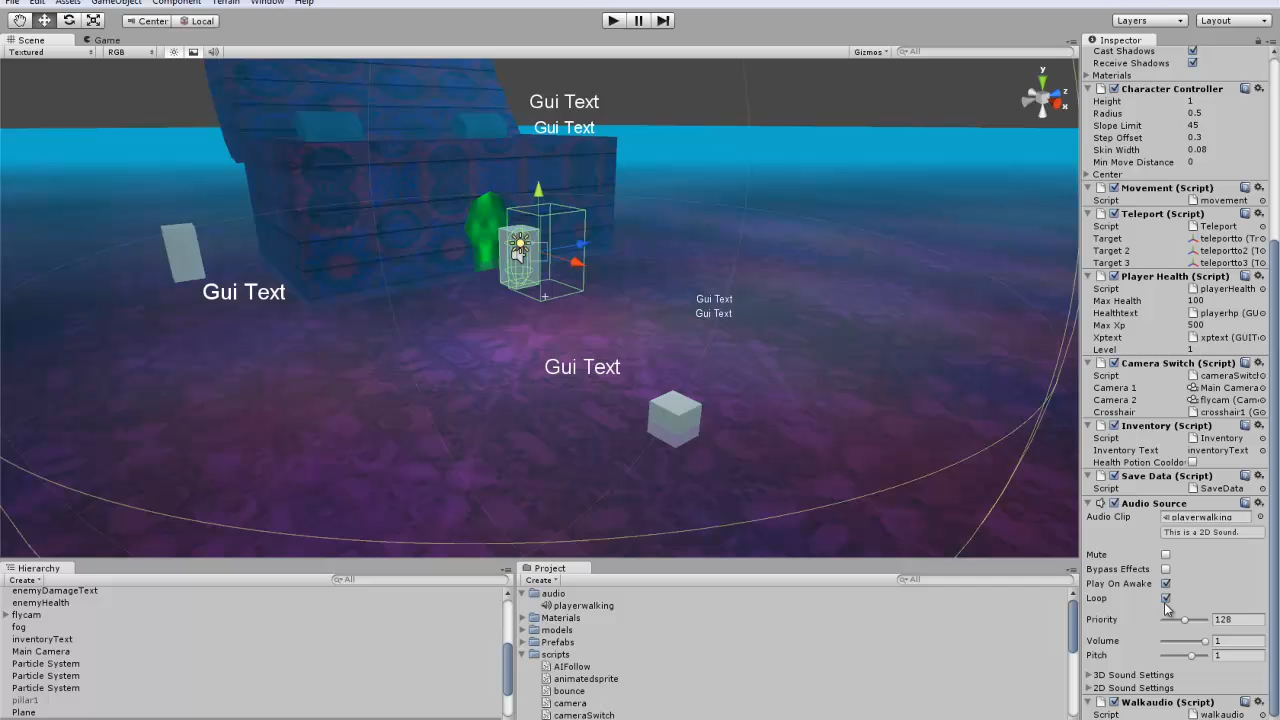 File Edit Assets GameObject Component Terrain Window Help
Center Local
Layers Layout
Scene Game
Textured RGB Gizmos All
Gui Text
Gui Text
Gui Text
Gui Text
Gui Text
Gui Text
y
z
x
Inspector
Cast Shadows
Receive Shadows
Materials
Character Controller
Height 1
Radius 0.5
Slope Limit 45
Step Offset 0.3
Skin Width 0.08
Min Move Distance 0
Center
Movement (Script)
Script movement
Teleport (Script)
Script Teleport
Target teleportto (Tr
Target 2 teleportto2 (T
Target 3 teleportto3 (T
Player Health (Script)
Script playerHealth
Max Health 100
Healthtext playerhp (GU
Max Xp 500
Xptext xptext (GUIT
Level 1
Camera Switch (Script)
Script cameraSwitch
Camera 1 Main Camera
Camera 2 flycam (Cam
Crosshair crosshair1 (G
Inventory (Script)
Script Inventory
Inventory Text inventoryText
Health Potion Cooldo
Save Data (Script)
Script SaveData
Audio Source
Audio Clip playerwalking
This is a 2D Sound.
Mute
Bypass Effects
Play On Awake
Loop
Priority 128
Volume 1
Pitch 1
3D Sound Settings
2D Sound Settings
Walkaudio (Script)
Script walkaudio
Hierarchy
Create All
enemyDamageText
enemyHealth
flycam
fog
inventoryText
Main Camera
Particle System
Particle System
Particle System
pillar1
Plane
Project
Create All
audio
playerwalking
Materials
models
Prefabs
scripts
AIFollow
animatedsprite
bounce
camera
cameraSwitch